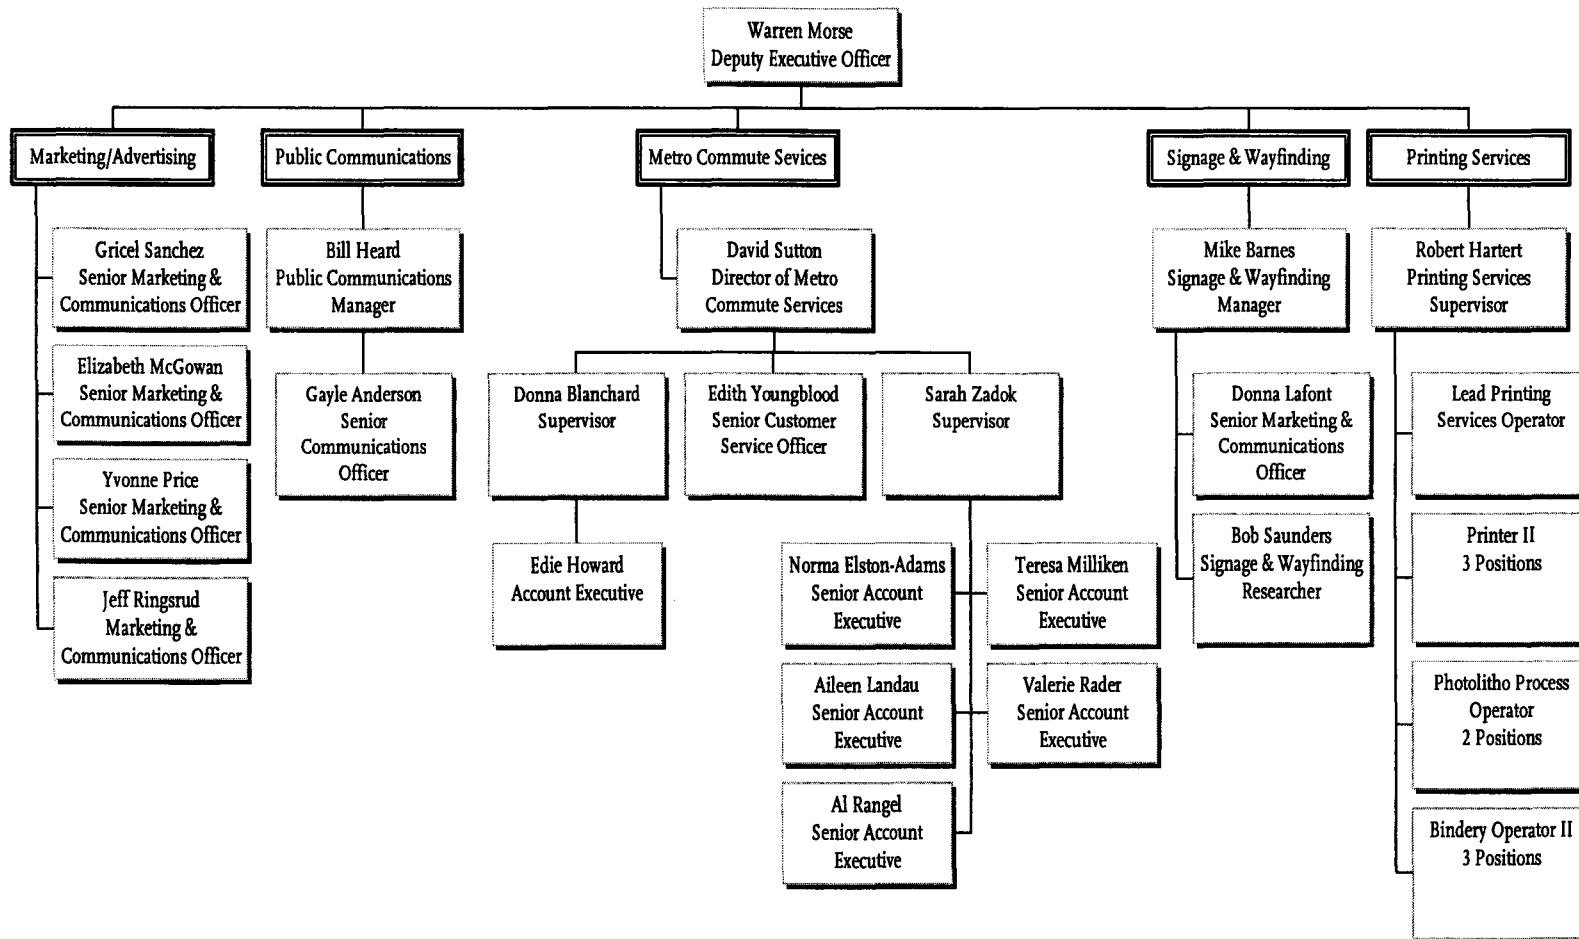 Warren Morse
Deputy Executive Officer
Marketing/Advertising
Public Communications
Metro Commute Sevices
Signage & Wayfinding
Printing Services
Gricel Sanchez
Senior Marketing &
Communications Officer
Elizabeth McGowan
Senior Marketing &
Communications Officer
Yvonne Price
Senior Marketing &
Communications Officer
Jeff Ringsrud
Marketing &
Communications Officer
Bill Heard
Public Communications
Manager
Gayle Anderson
Senior
Communications
Officer
David Sutton
Director of Metro
Commute Services
Donna Blanchard
Supervisor
Edie Howard
Account Executive
Edith Youngblood
Senior Customer
Service Officer
Sarah Zadok
Supervisor
Norma Elston-Adams
Senior Account
Executive
Teresa Milliken
Senior Account
Executive
Aileen Landau
Senior Account
Executive
Valerie Rader
Senior Account
Executive
Al Rangel
Senior Account
Executive
Mike Barnes
Signage & Wayfinding
Manager
Donna Lafont
Senior Marketing &
Communications
Officer
Bob Saunders
Signage & Wayfinding
Researcher
Robert Hartert
Printing Services
Supervisor
Lead Printing
Services Operator
Printer II
3 Positions
Photolitho Process
Operator
2 Positions
Bindery Operator II
3 Positions